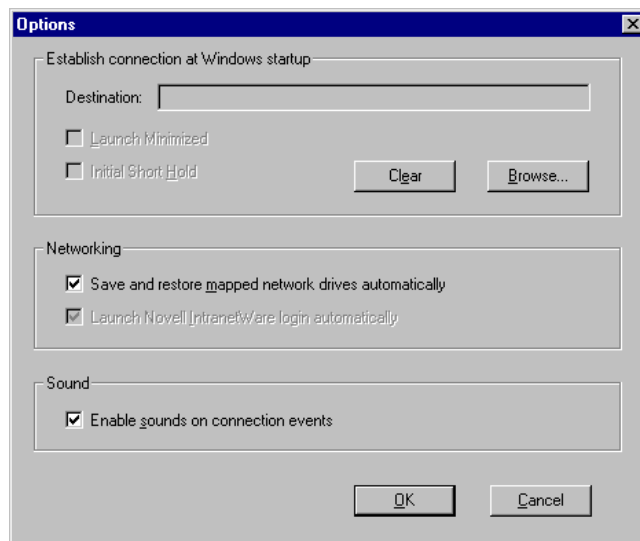 Options
Establish connection at Windows startup
Destination:
Launch Minimized
Initial Short Hold
Clear
Browse...
Networking
Save and restore mapped network drives automatically
Launch Novell IntranetWare login automatically
Sound
Enable sounds on connection events
OK
Cancel